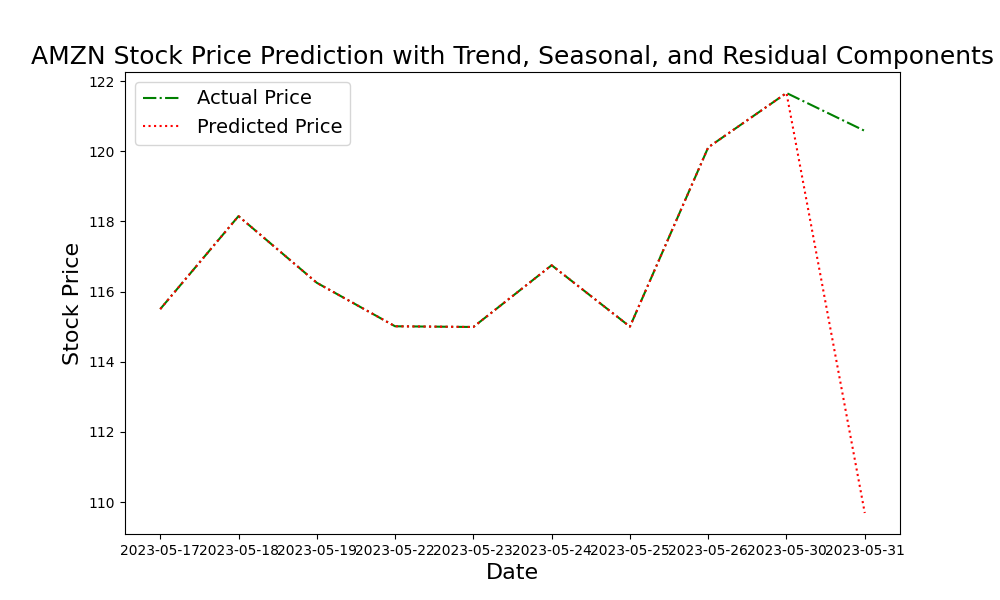 AMZN Stock Price Prediction with Trend, Seasonal, and Residual Components
Actual Price
Predicted Price
122
120
118
116
114
112
110
Stock Price
2023-05-17 2023-05-18 2023-05-19 2023-05-22 2023-05-23 2023-05-24 2023-05-25 2023-05-26 2023-05-30 2023-05-31
Date